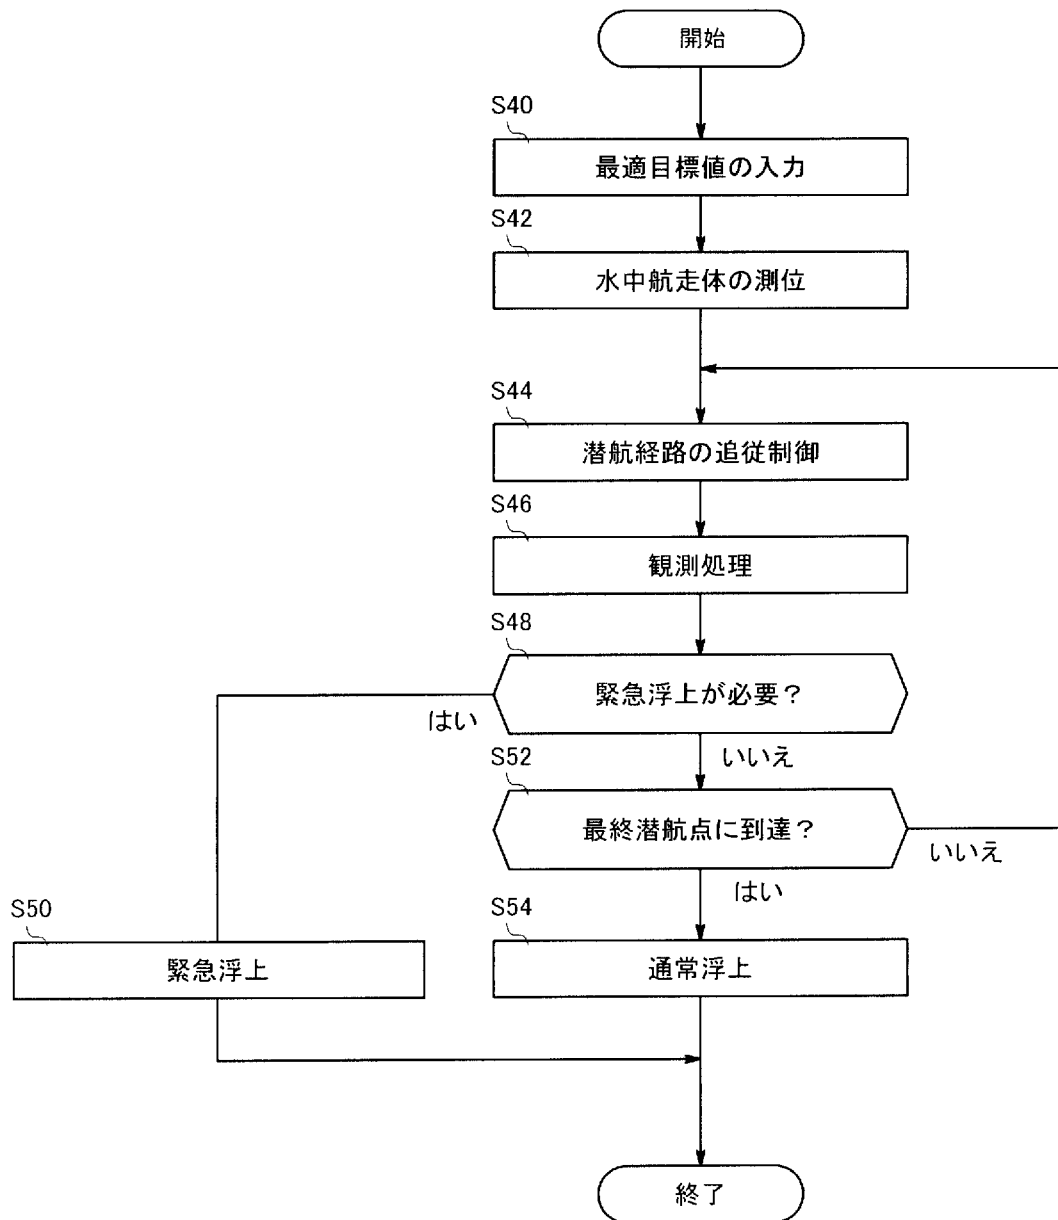 開始
S40
最適目標値の入力
S42
水中航走体の測位
S44
潜航経路の追従制御
S46
観測処理
S48
緊急浮上が必要？
はい
いいえ
S52
最終潜航点に到達？
いいえ
はい
S50
緊急浮上
S54
通常浮上
終了